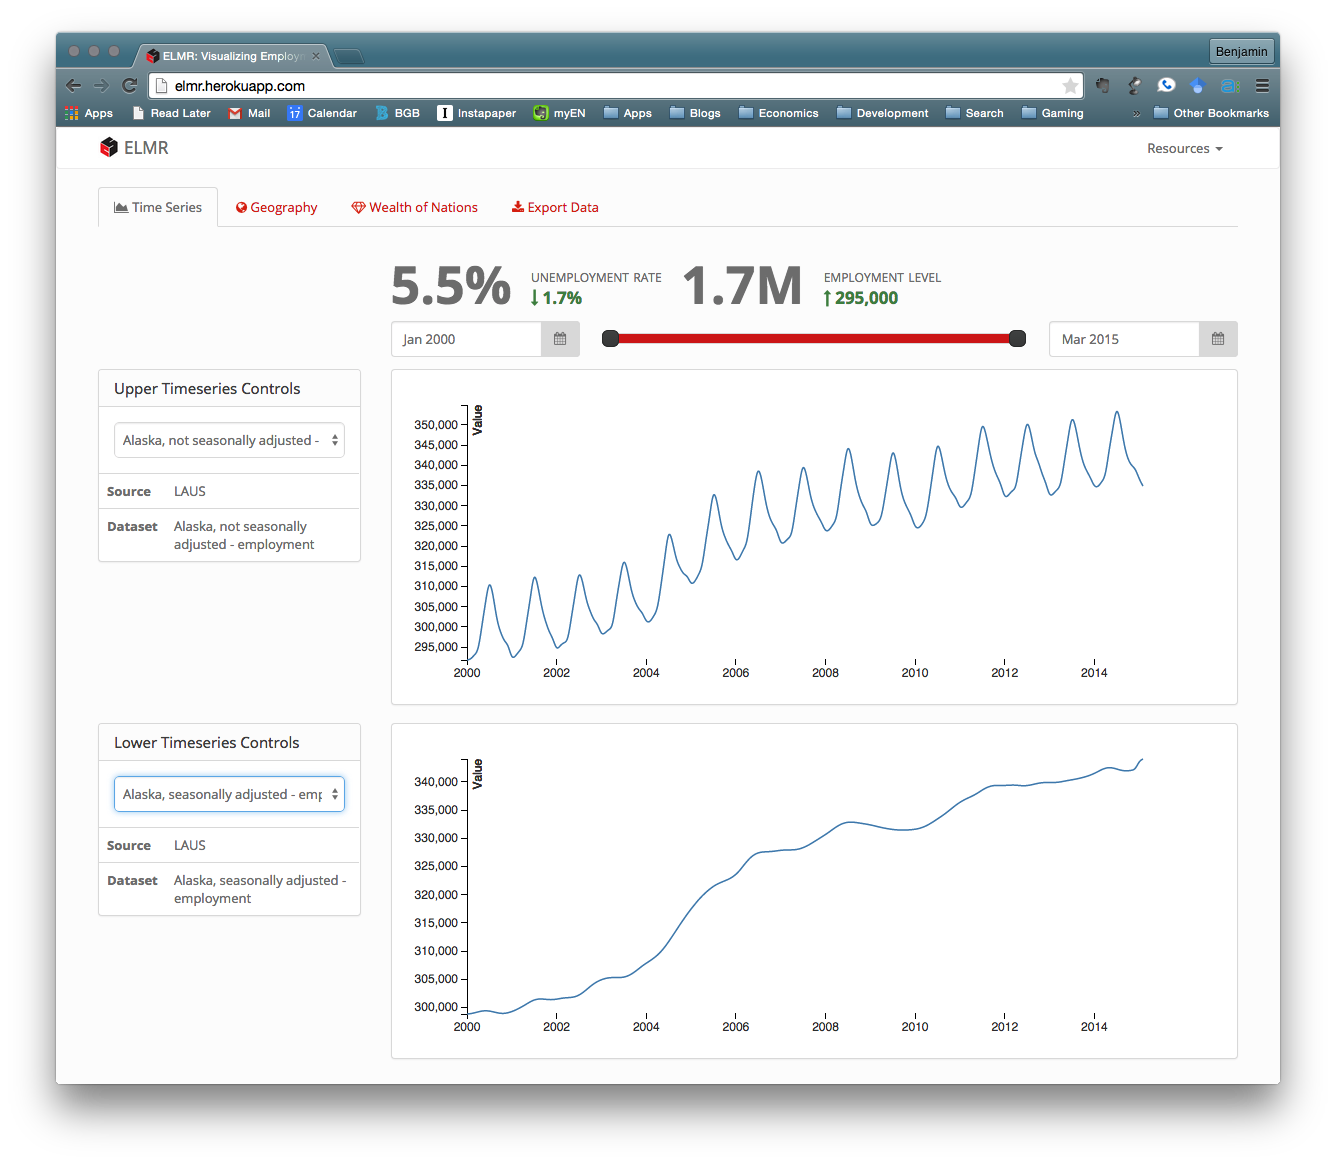 ELMR: Visualizing Employm
Benjamin
elmr.herokuapp.com
Apps Read Later Mail 17 Calendar BGB Instapaper myEN Apps Blogs Economics Development Search Gaming » Other Bookmarks
ELMR
Resources
Time Series Geography Wealth of Nations Export Data
5.5% UNEMPLOYMENT RATE 1.7M EMPLOYMENT LEVEL
↓1.7% ↑295,000
Jan 2000 Mar 2015
Upper Timeseries Controls
Alaska, not seasonally adjusted -
Source LAUS
Dataset Alaska, not seasonally
adjusted - employment
Value
350,000
345,000
340,000
335,000
330,000
325,000
320,000
315,000
310,000
305,000
300,000
295,000
2000 2002 2004 2006 2008 2010 2012 2014
Lower Timeseries Controls
Alaska, seasonally adjusted - emp
Source LAUS
Dataset Alaska, seasonally adjusted -
employment
Value
340,000
335,000
330,000
325,000
320,000
315,000
310,000
305,000
300,000
2000 2002 2004 2006 2008 2010 2012 2014